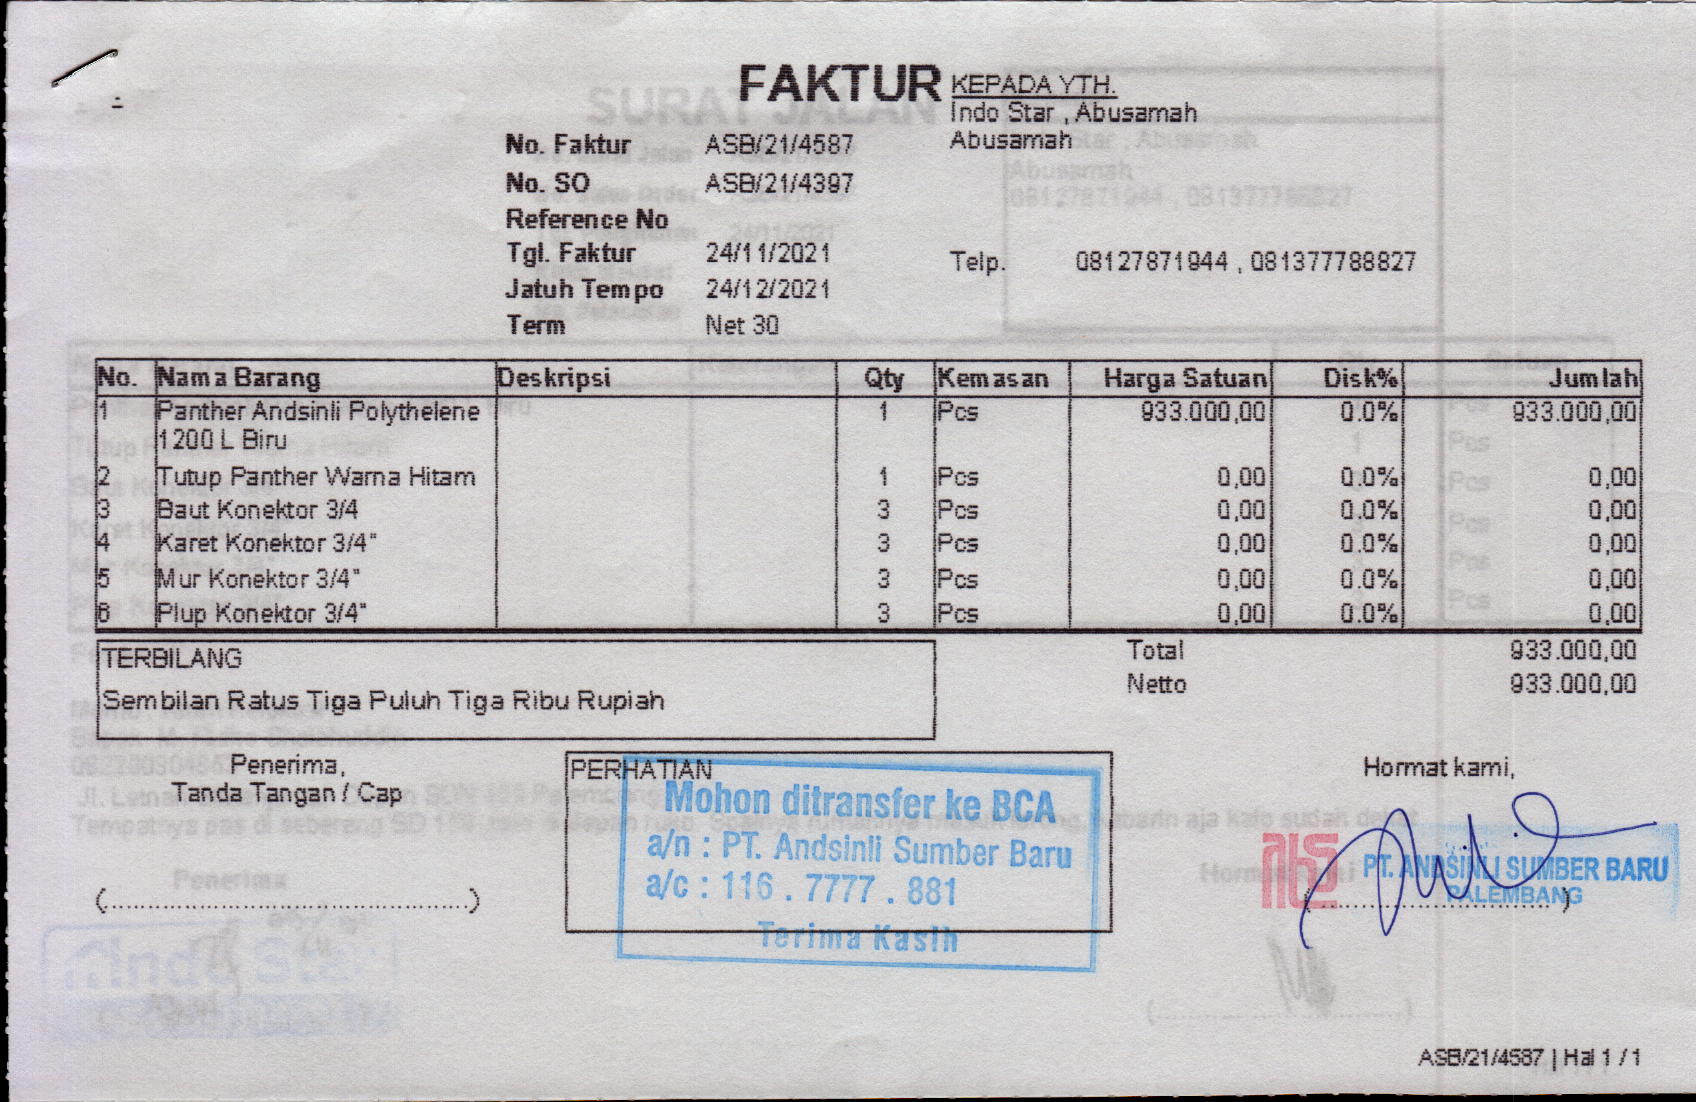 FAKTUR
KEPADA YTH.
Indo Star , Abusamah
Abusamah
No. Faktur ASB/21/4587
No. SO ASB/21/4397
Reference No
Tgl. Faktur 24/11/2021
Telp. 08127871944 , 081377788827
Jatuh Tempo 24/12/2021
Term Net 30
No. Nama Barang Deskripsi Qty Kemasan Harga Satuan Disk% Jumlah
1 Panther Andsinli Polythelene 1 Pcs 933.000,00 0.0% 933.000,00
1200 L Biru
2 Tutup Panther Warna Hitam 1 Pcs 0,00 0.0% 0,00
3 Baut Konektor 3/4 3 Pcs 0,00 0.0% 0,00
4 Karet Konektor 3/4" 3 Pcs 0,00 0.0% 0,00
5 Mur Konektor 3/4" 3 Pcs 0,00 0.0% 0,00
6 Plup Konektor 3/4" 3 Pcs 0,00 0.0% 0,00
TERBILANG
Sembilan Ratus Tiga Puluh Tiga Ribu Rupiah
Total 933.000,00
Netto 933.000,00
Penerima,
Tanda Tangan / Cap
(..................................................)
PERHATIAN
Mohon ditransfer ke BCA
a/n : PT. Andsinli Sumber Baru
a/c : 116 . 7777 . 881
Terima Kasih
Hormat kami,
PT. ANDSINLI SUMBER BARU
PALEMBANG
ASB/21/4587 | Hal 1 / 1
SURAT JALAN